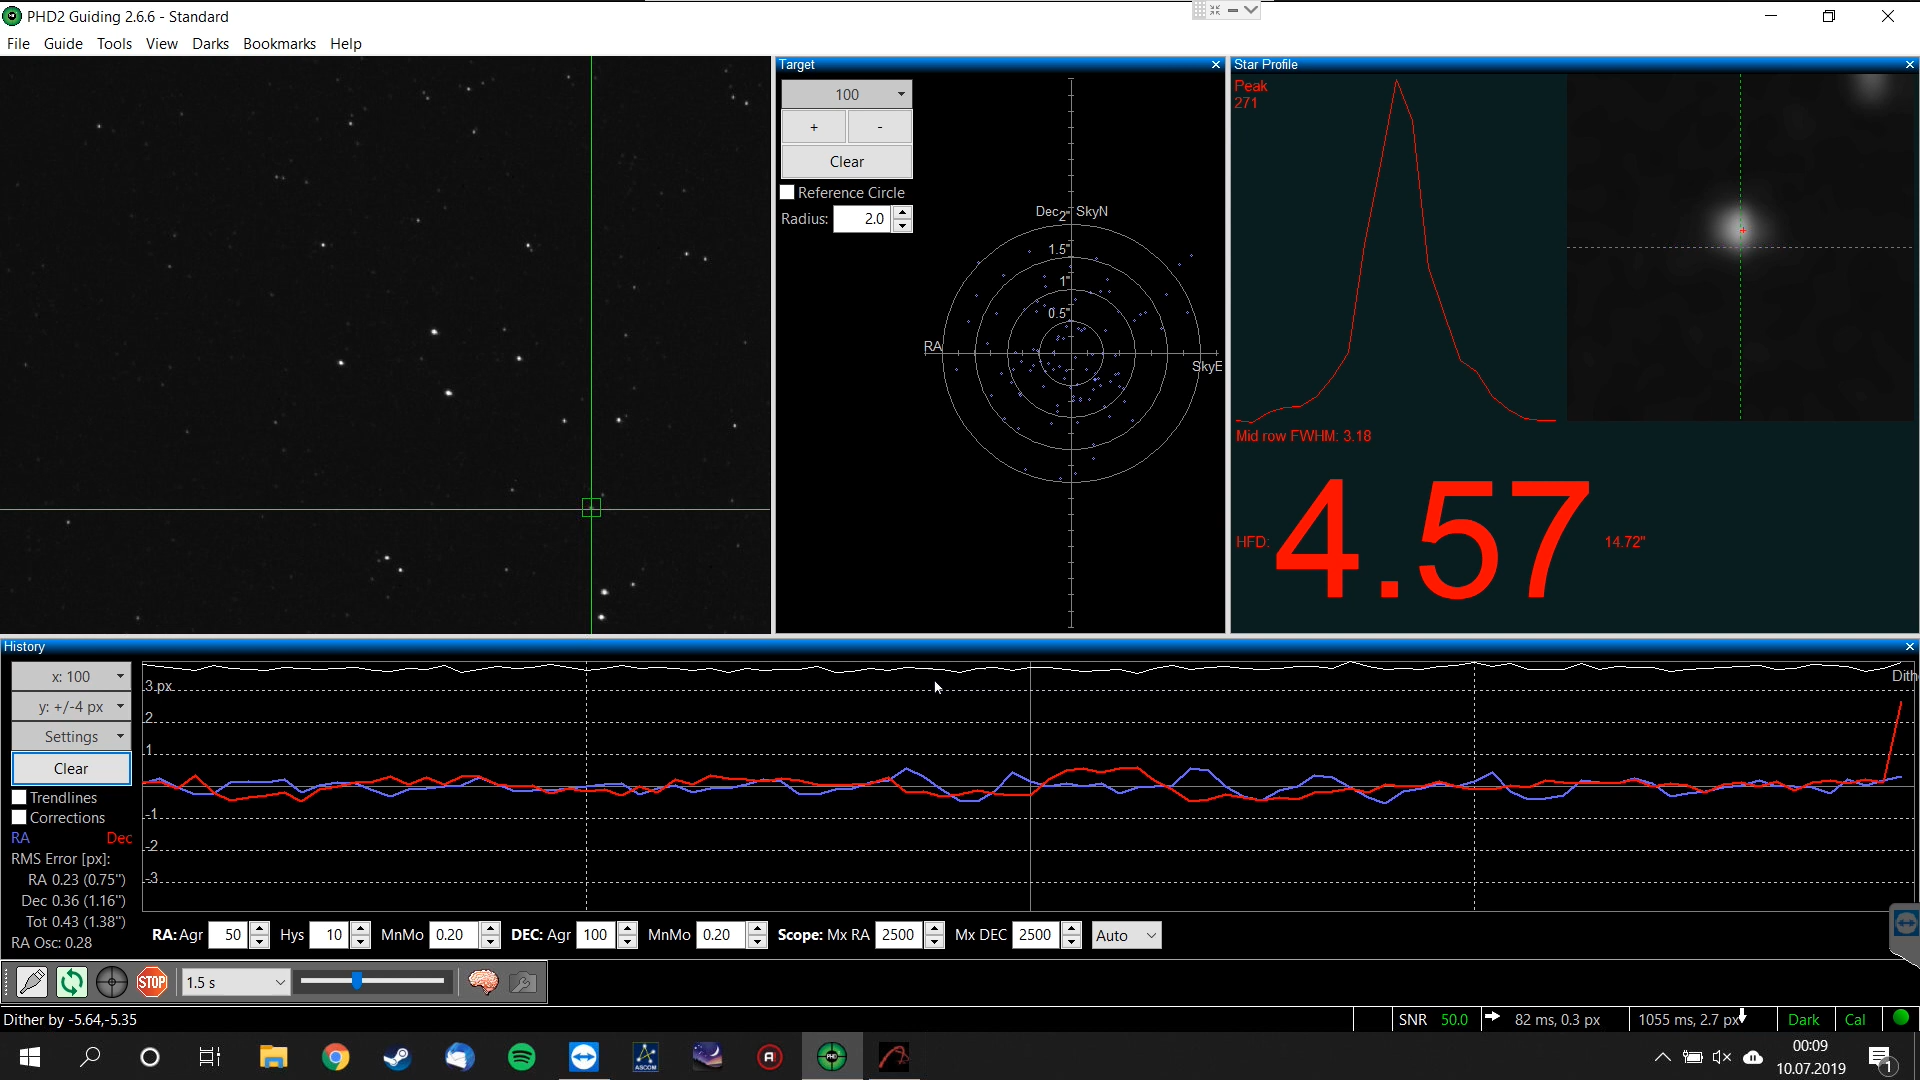 PHD2 Guiding 2.6.6 - Standard
File Guide Tools View Darks Bookmarks Help
Target
100
+ -
Clear
Reference Circle
Radius: 2.0
Dec 2" SkyN
1.5"
1"
0.5"
RA
SkyE
Star Profile
Peak
271
Mid row FWHM: 3.18
HFD: 4.57 14.72"
History
x: 100
y: +/-4 px
Settings
Clear
Trendlines
Corrections
RA Dec
RMS Error [px]:
RA 0.23 (0.75")
Dec 0.36 (1.16")
Tot 0.43 (1.38")
RA Osc: 0.28
3 px
2
1
-1
-2
-3
Dith
RA: Agr 50 Hys 10 MnMo 0.20 DEC: Agr 100 MnMo 0.20 Scope: Mx RA 2500 Mx DEC 2500 Auto
STOP 1.5 s
Dither by -5.64,-5.35 SNR 50.0 82 ms, 0.3 px 1055 ms, 2.7 px Dark Cal
ASCOM
PHD
00:09
10.07.2019
1